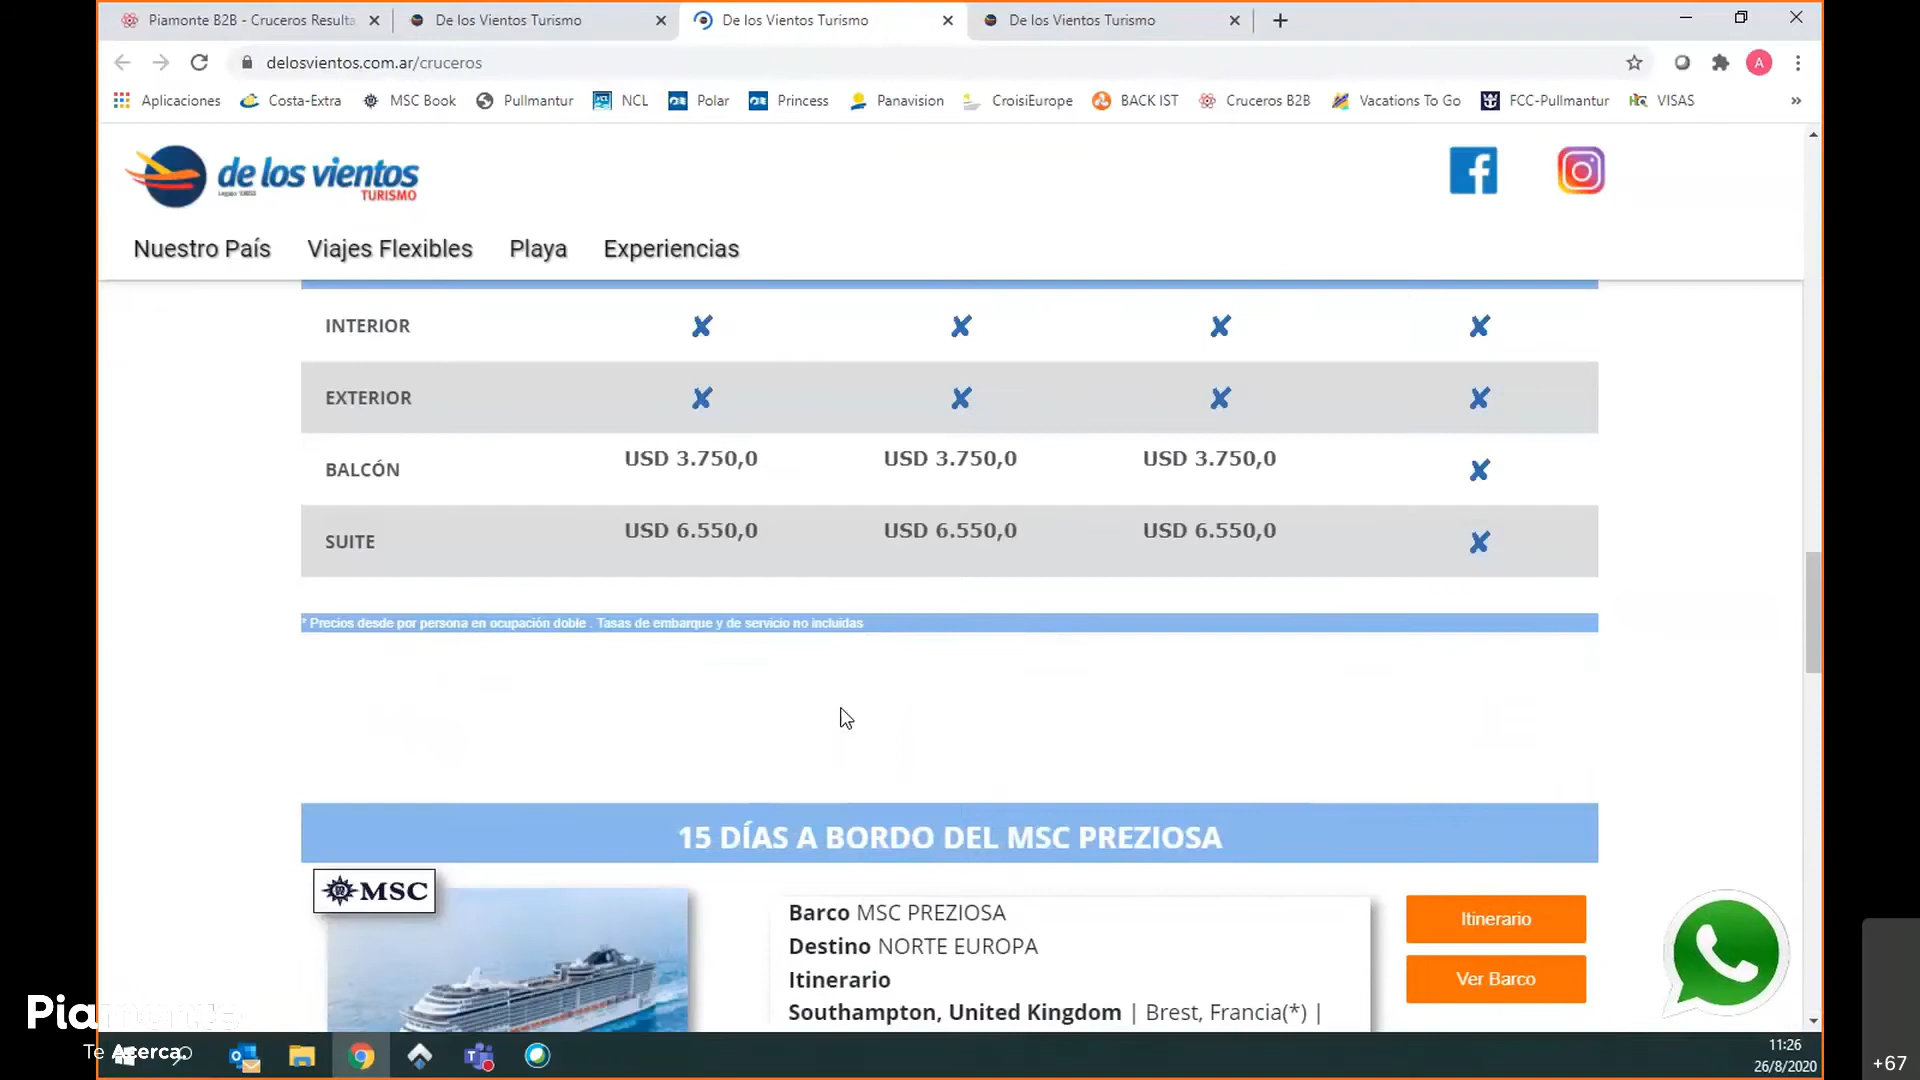 Piamonte B2B - Cruceros Resulta
De los Vientos Turismo
De los Vientos Turismo
De los Vientos Turismo
delosvientos.com.ar/cruceros
A
Aplicaciones
Costa-Extra
MSC Book
Pullmantur
NCL
Polar
Princess
Panavision
CroisiEurope
BACK IST
Cruceros B2B
Vacations To Go
FCC-Pullmantur
VISAS
»
de los vientos
TURISMO
Nuestro País
Viajes Flexibles
Playa
Experiencias
INTERIOR ✘ ✘ ✘ ✘
EXTERIOR ✘ ✘ ✘ ✘
BALCÓN USD 3.750,0 USD 3.750,0 USD 3.750,0 ✘
SUITE USD 6.550,0 USD 6.550,0 USD 6.550,0 ✘
* Precios desde por persona en ocupación doble . Tasas de embarque y de servicio no incluidas
15 DÍAS A BORDO DEL MSC PREZIOSA
MSC
Barco MSC PREZIOSA
Destino NORTE EUROPA
Itinerario
Southampton, United Kingdom | Brest, Francia(*) |
Itinerario
Ver Barco
Piamonte
Te Acerca.
11:26
26/8/2020
+67